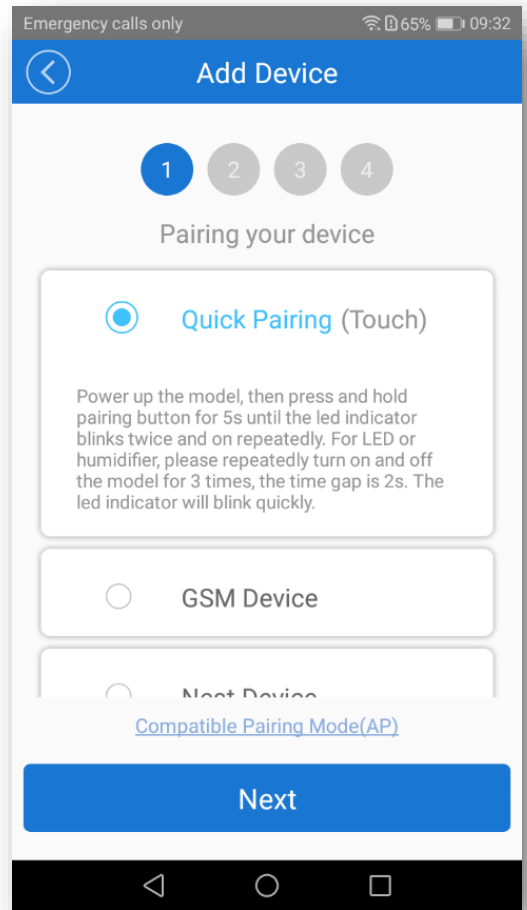 Emergency calls only 65% 09:32
Add Device
1 2 3 4
Pairing your device
Quick Pairing (Touch)
Power up the model, then press and hold
pairing button for 5s until the led indicator
blinks twice and on repeatedly. For LED or
humidifier, please repeatedly turn on and off
the model for 3 times, the time gap is 2s. The
led indicator will blink quickly.
GSM Device
Nest Device
Compatible Pairing Mode(AP)
Next